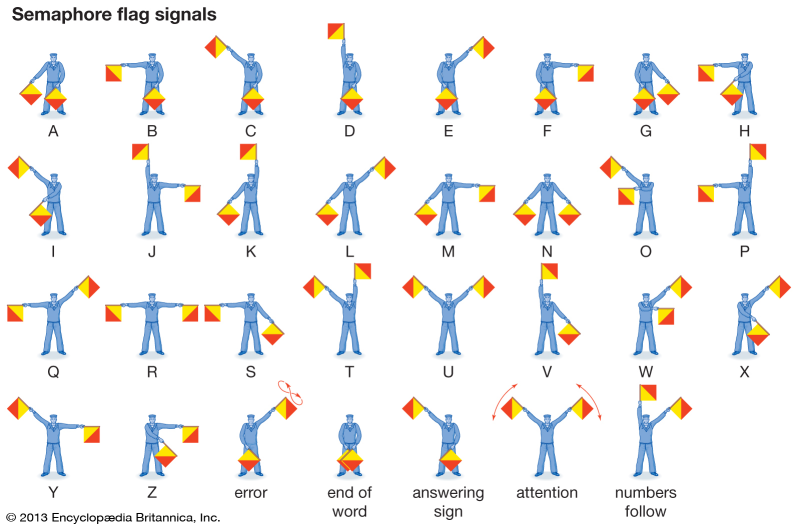 Semaphore flag signals
A B C D E F G H
I J K L M N O P
Q R S T U V W X
Y Z error end of word answering sign attention numbers follow
© 2013 Encyclopædia Britannica, Inc.